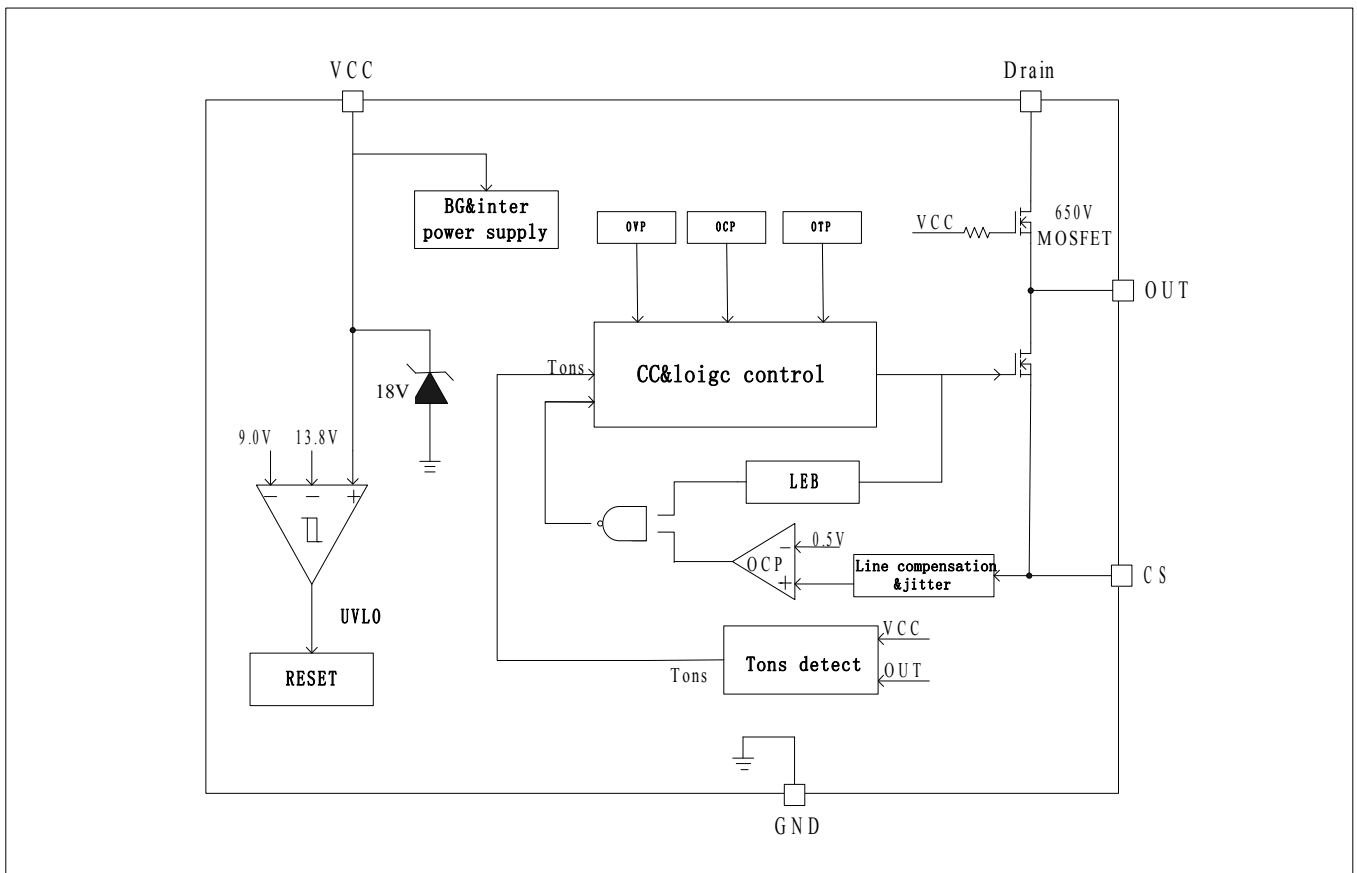 VCC
Drain
BG&inter
power supply
OVP
OCP
OTP
VCC
650V
MOSFET
OUT
Tons
CC&loigc control
18V
9.0V
13.8V
−
−
+
LEB
OCP
−
0.5V
+
Line compensation
&jitter
CS
UVLO
RESET
Tons
Tons detect
VCC
OUT
GND